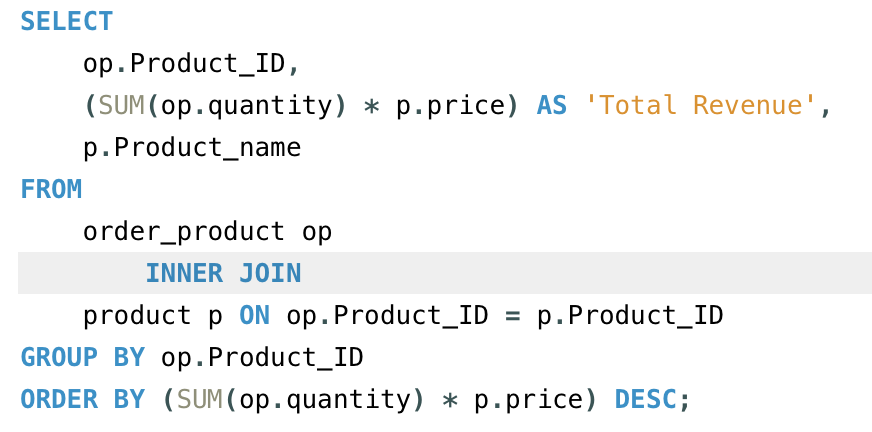 SELECT
    op.Product_ID,
    (SUM(op.quantity) * p.price) AS 'Total Revenue',
    p.Product_name
FROM
    order_product op
        INNER JOIN
    product p ON op.Product_ID = p.Product_ID
GROUP BY op.Product_ID
ORDER BY (SUM(op.quantity) * p.price) DESC;